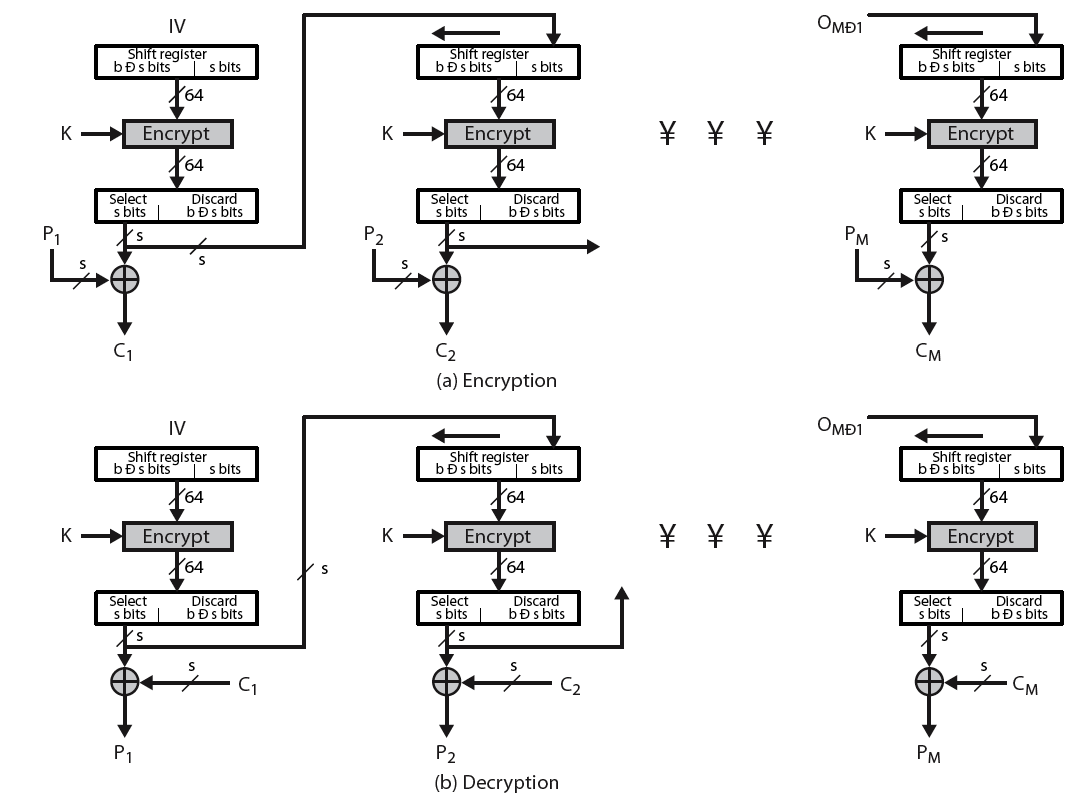 IV
O_MÐ1
Shift register
b Ð s bits | s bits
Shift register
b Ð s bits | s bits
Shift register
b Ð s bits | s bits
64
64
64
K
Encrypt
K
Encrypt
¥ ¥ ¥
K
Encrypt
64
64
64
Select Discard
s bits | b Ð s bits
Select Discard
s bits | b Ð s bits
Select Discard
s bits | b Ð s bits
P1
s
s
s
P2
s
s
PM
s
s
C1
C2
CM
(a) Encryption
IV
O_MÐ1
Shift register
b Ð s bits | s bits
Shift register
b Ð s bits | s bits
Shift register
b Ð s bits | s bits
64
64
64
K
Encrypt
K
Encrypt
¥ ¥ ¥
K
Encrypt
64
s
64
64
Select Discard
s bits | b Ð s bits
Select Discard
s bits | b Ð s bits
Select Discard
s bits | b Ð s bits
s
s
C1
s
s
C2
s
s
CM
P1
P2
PM
(b) Decryption